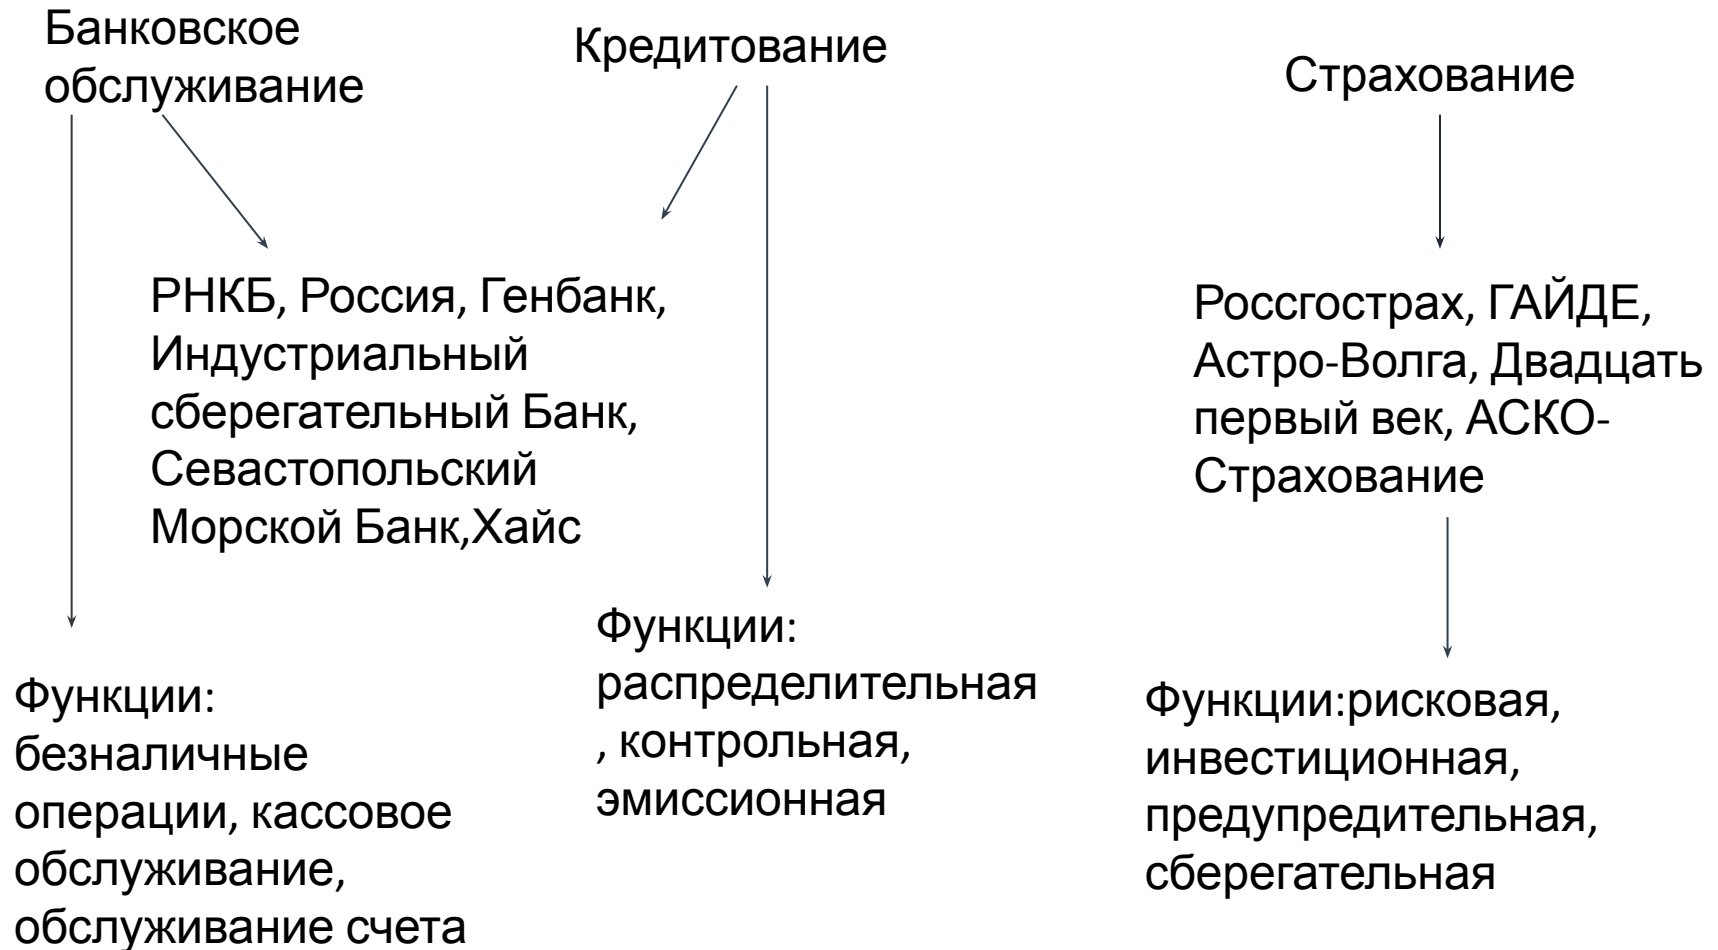 Банковское
обслуживание
Кредитование
Страхование
РНКБ, Россия, Генбанк,
Индустриальный
сберегательный Банк,
Севастопольский
Морской Банк,Хайс
Россгострах, ГАЙДЕ,
Астро-Волга, Двадцать
первый век, АСКО-
Страхование
Функции:
безналичные
операции, кассовое
обслуживание,
обслуживание счета
Функции:
распределительная
, контрольная,
эмиссионная
Функции:рисковая,
инвестиционная,
предупредительная,
сберегательная